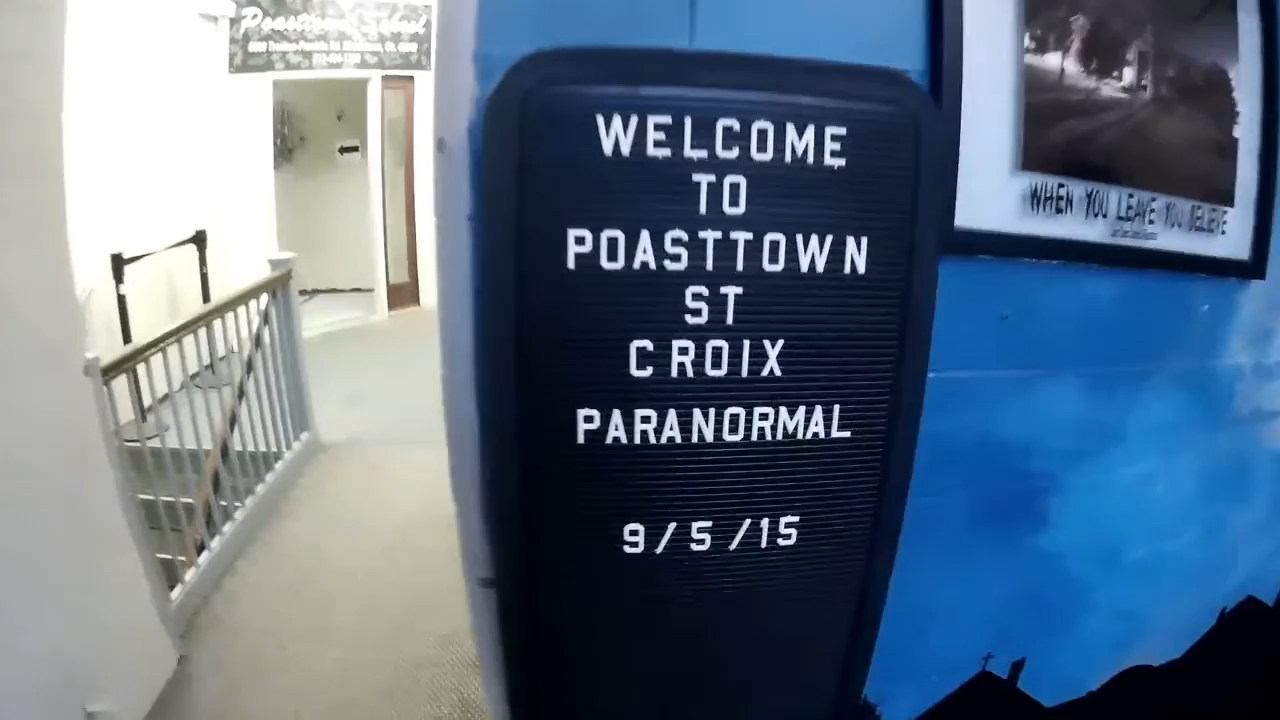 Poasttown School
WELCOME
TO
POASTTOWN
ST
CROIX
PARANORMAL
9/5/15
WHEN YOU LEAVE YOU BELIEVE